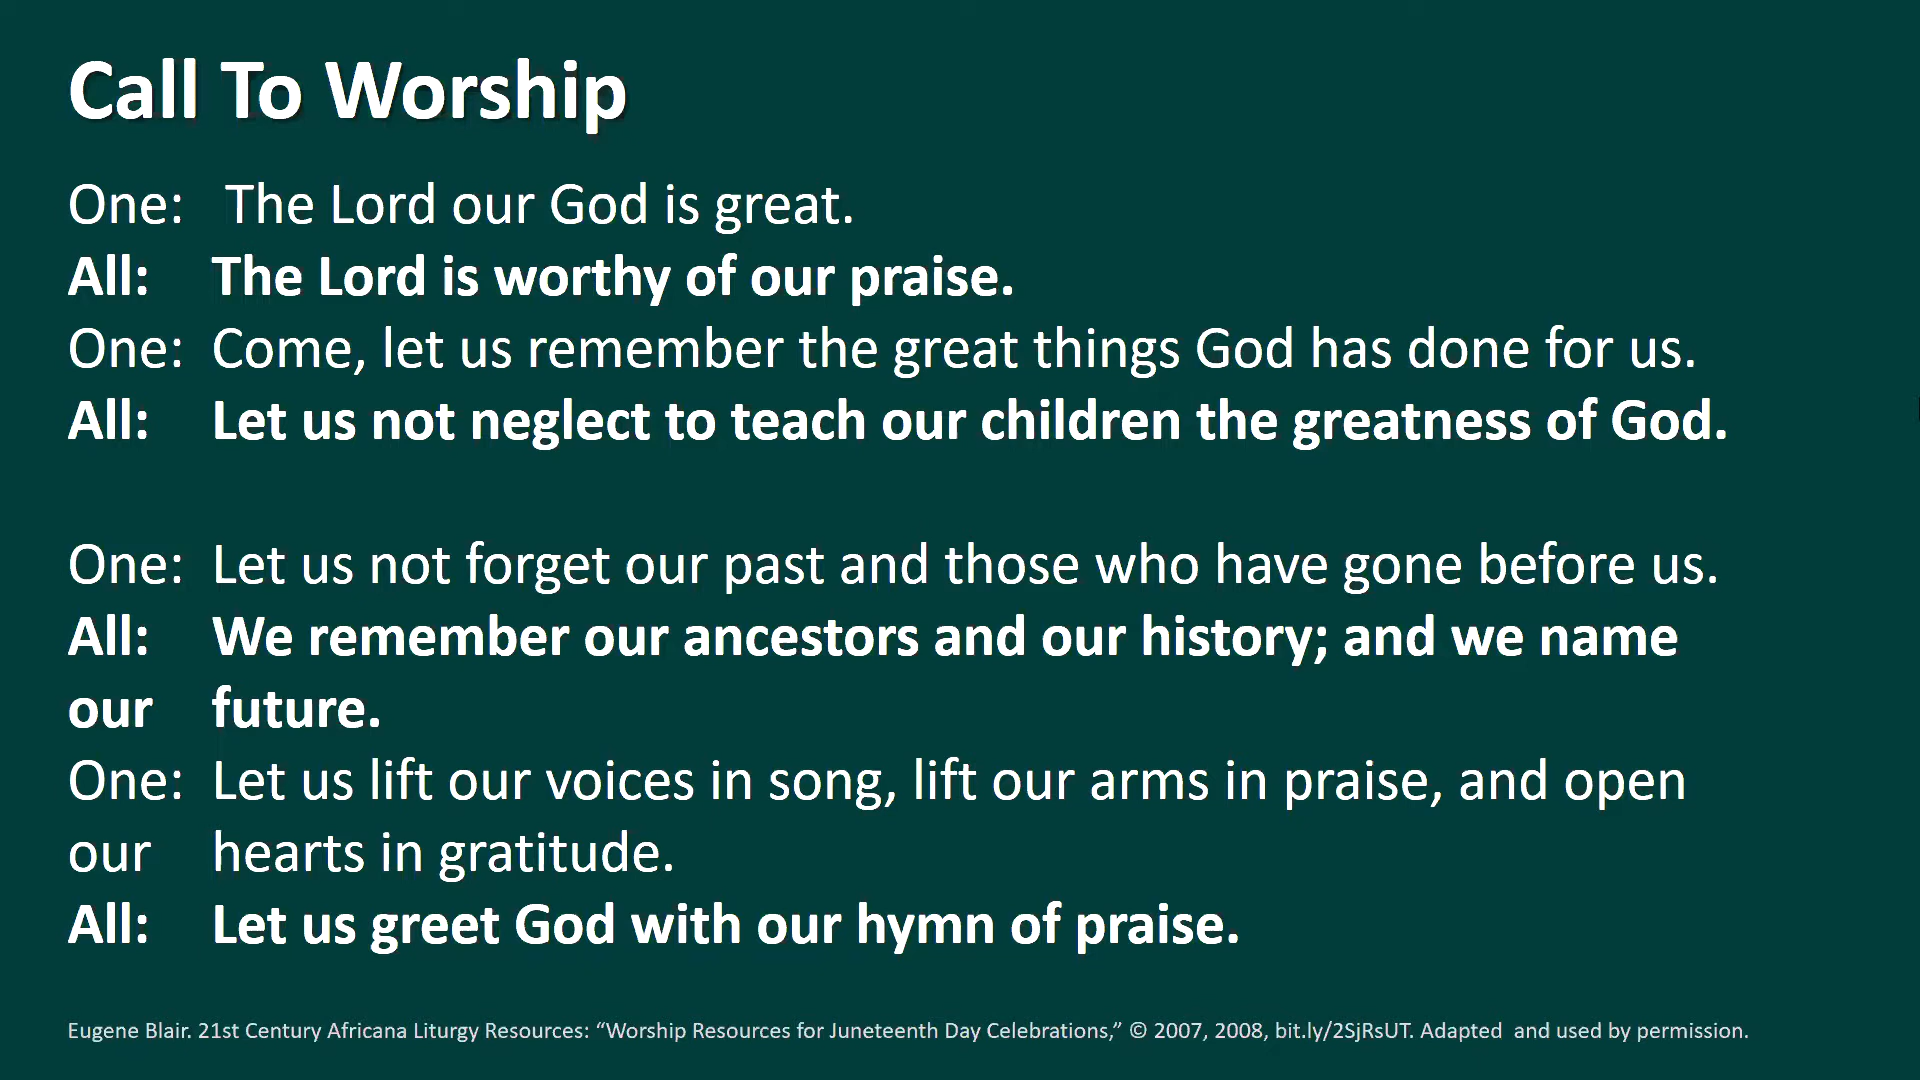 Call To Worship
One: The Lord our God is great.
All: The Lord is worthy of our praise.
One: Come, let us remember the great things God has done for us.
All: Let us not neglect to teach our children the greatness of God.
One: Let us not forget our past and those who have gone before us.
All: We remember our ancestors and our history; and we name
our future.
One: Let us lift our voices in song, lift our arms in praise, and open
our hearts in gratitude.
All: Let us greet God with our hymn of praise.
Eugene Blair. 21st Century Africana Liturgy Resources: “Worship Resources for Juneteenth Day Celebrations,” © 2007, 2008, bit.ly/2SjRsUT. Adapted and used by permission.